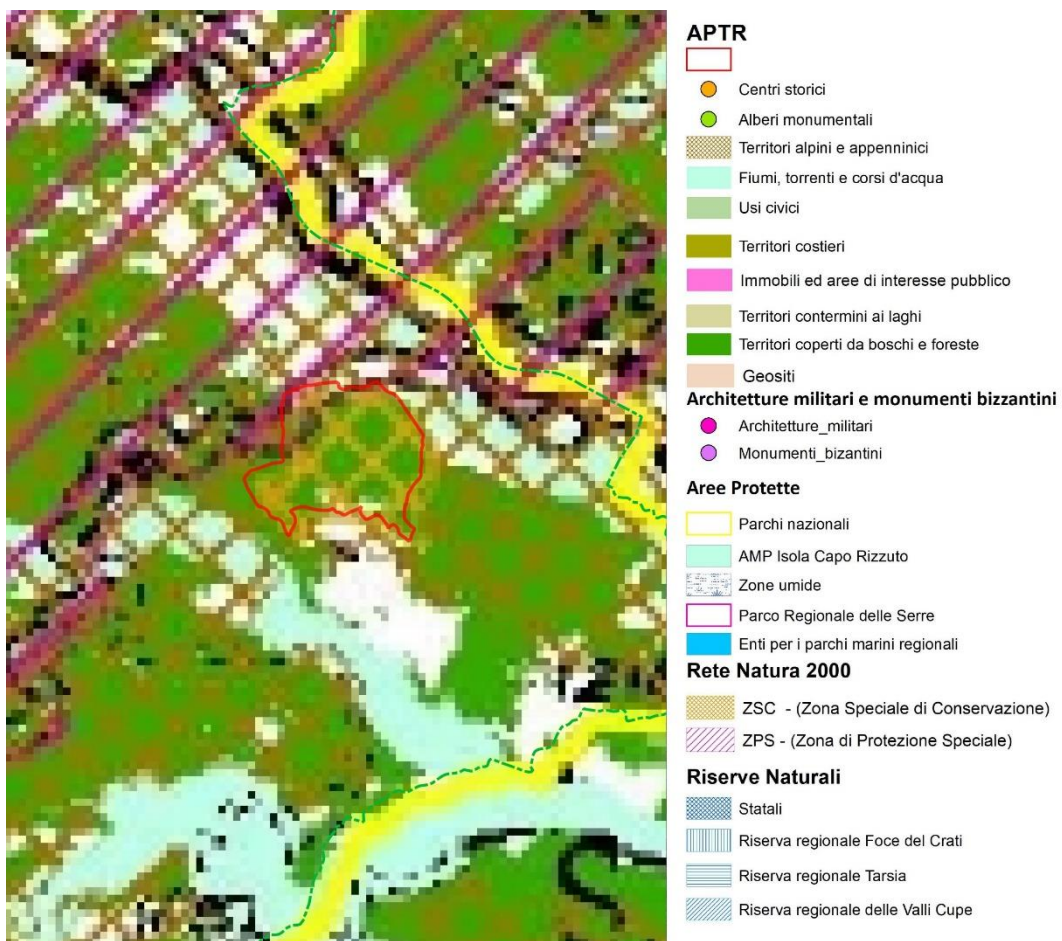 APTR
Centri storici
Alberi monumentali
Territori alpini e appenninici
Fiumi, torrenti e corsi d'acqua
Usi civici
Territori costieri
Immobili ed aree di interesse pubblico
Territori contermini ai laghi
Territori coperti da boschi e foreste
Geositi
Architetture militari e monumenti bizzantini
Architetture_militari
Monumenti_bizantini
Aree Protette
Parchi nazionali
AMP Isola Capo Rizzuto
Zone umide
Parco Regionale delle Serre
Enti per i parchi marini regionali
Rete Natura 2000
ZSC - (Zona Speciale di Conservazione)
ZPS - (Zona di Protezione Speciale)
Riserve Naturali
Statali
Riserva regionale Foce del Crati
Riserva regionale Tarsia
Riserva regionale delle Valli Cupe